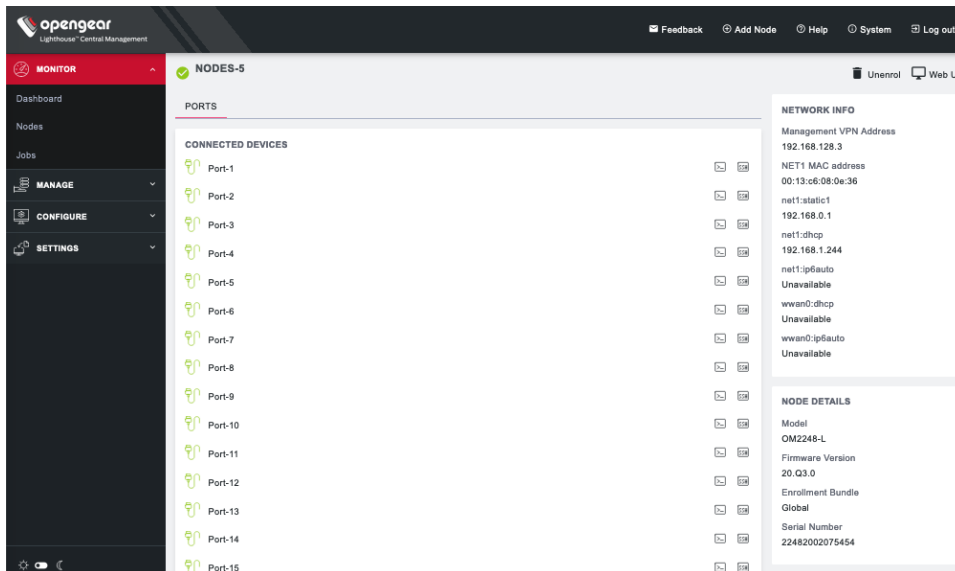 opengear
Lighthouse™ Central Management
Feedback
Add Node
Help
System
Log out
MONITOR
Dashboard
Nodes
Jobs
MANAGE
CONFIGURE
SETTINGS
NODES-5
Unenrol
Web U
PORTS
CONNECTED DEVICES
Port-1
Port-2
Port-3
Port-4
Port-5
Port-6
Port-7
Port-8
Port-9
Port-10
Port-11
Port-12
Port-13
Port-14
Port-15
NETWORK INFO
Management VPN Address
192.168.128.3
NET1 MAC address
00:13:c6:08:0e:36
net1:static1
192.168.0.1
net1:dhcp
192.168.1.244
net1:ip6auto
Unavailable
wwan0:dhcp
Unavailable
wwan0:ip6auto
Unavailable
NODE DETAILS
Model
OM2248-L
Firmware Version
20.Q3.0
Enrollment Bundle
Global
Serial Number
22482002075454